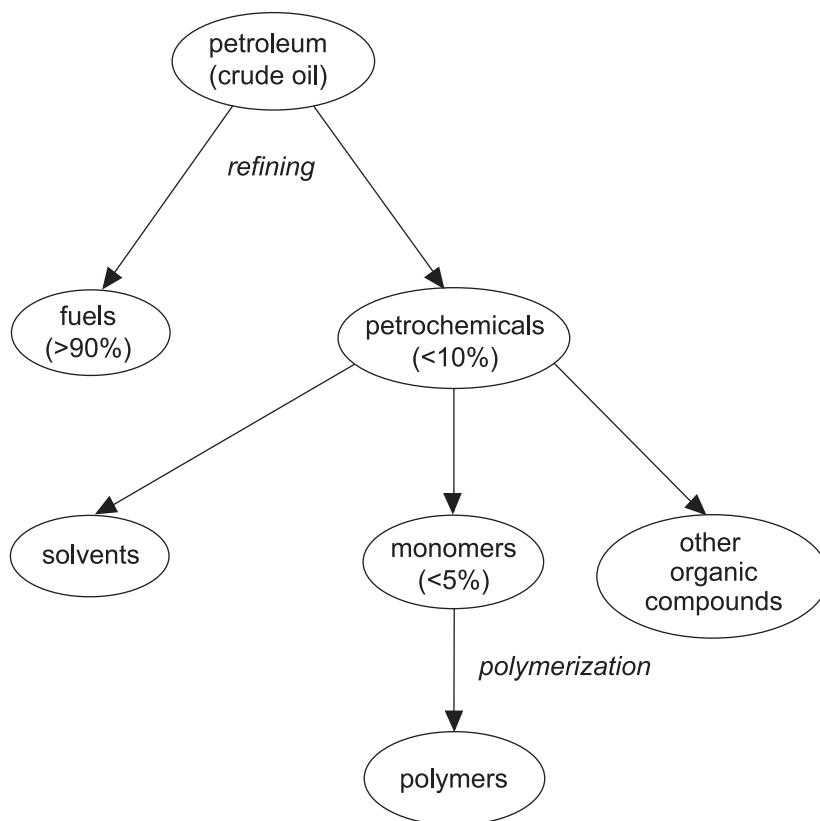 petroleum
(crude oil)
refining
fuels
(>90%)
petrochemicals
(<10%)
solvents
monomers
(<5%)
other
organic
compounds
polymerization
polymers